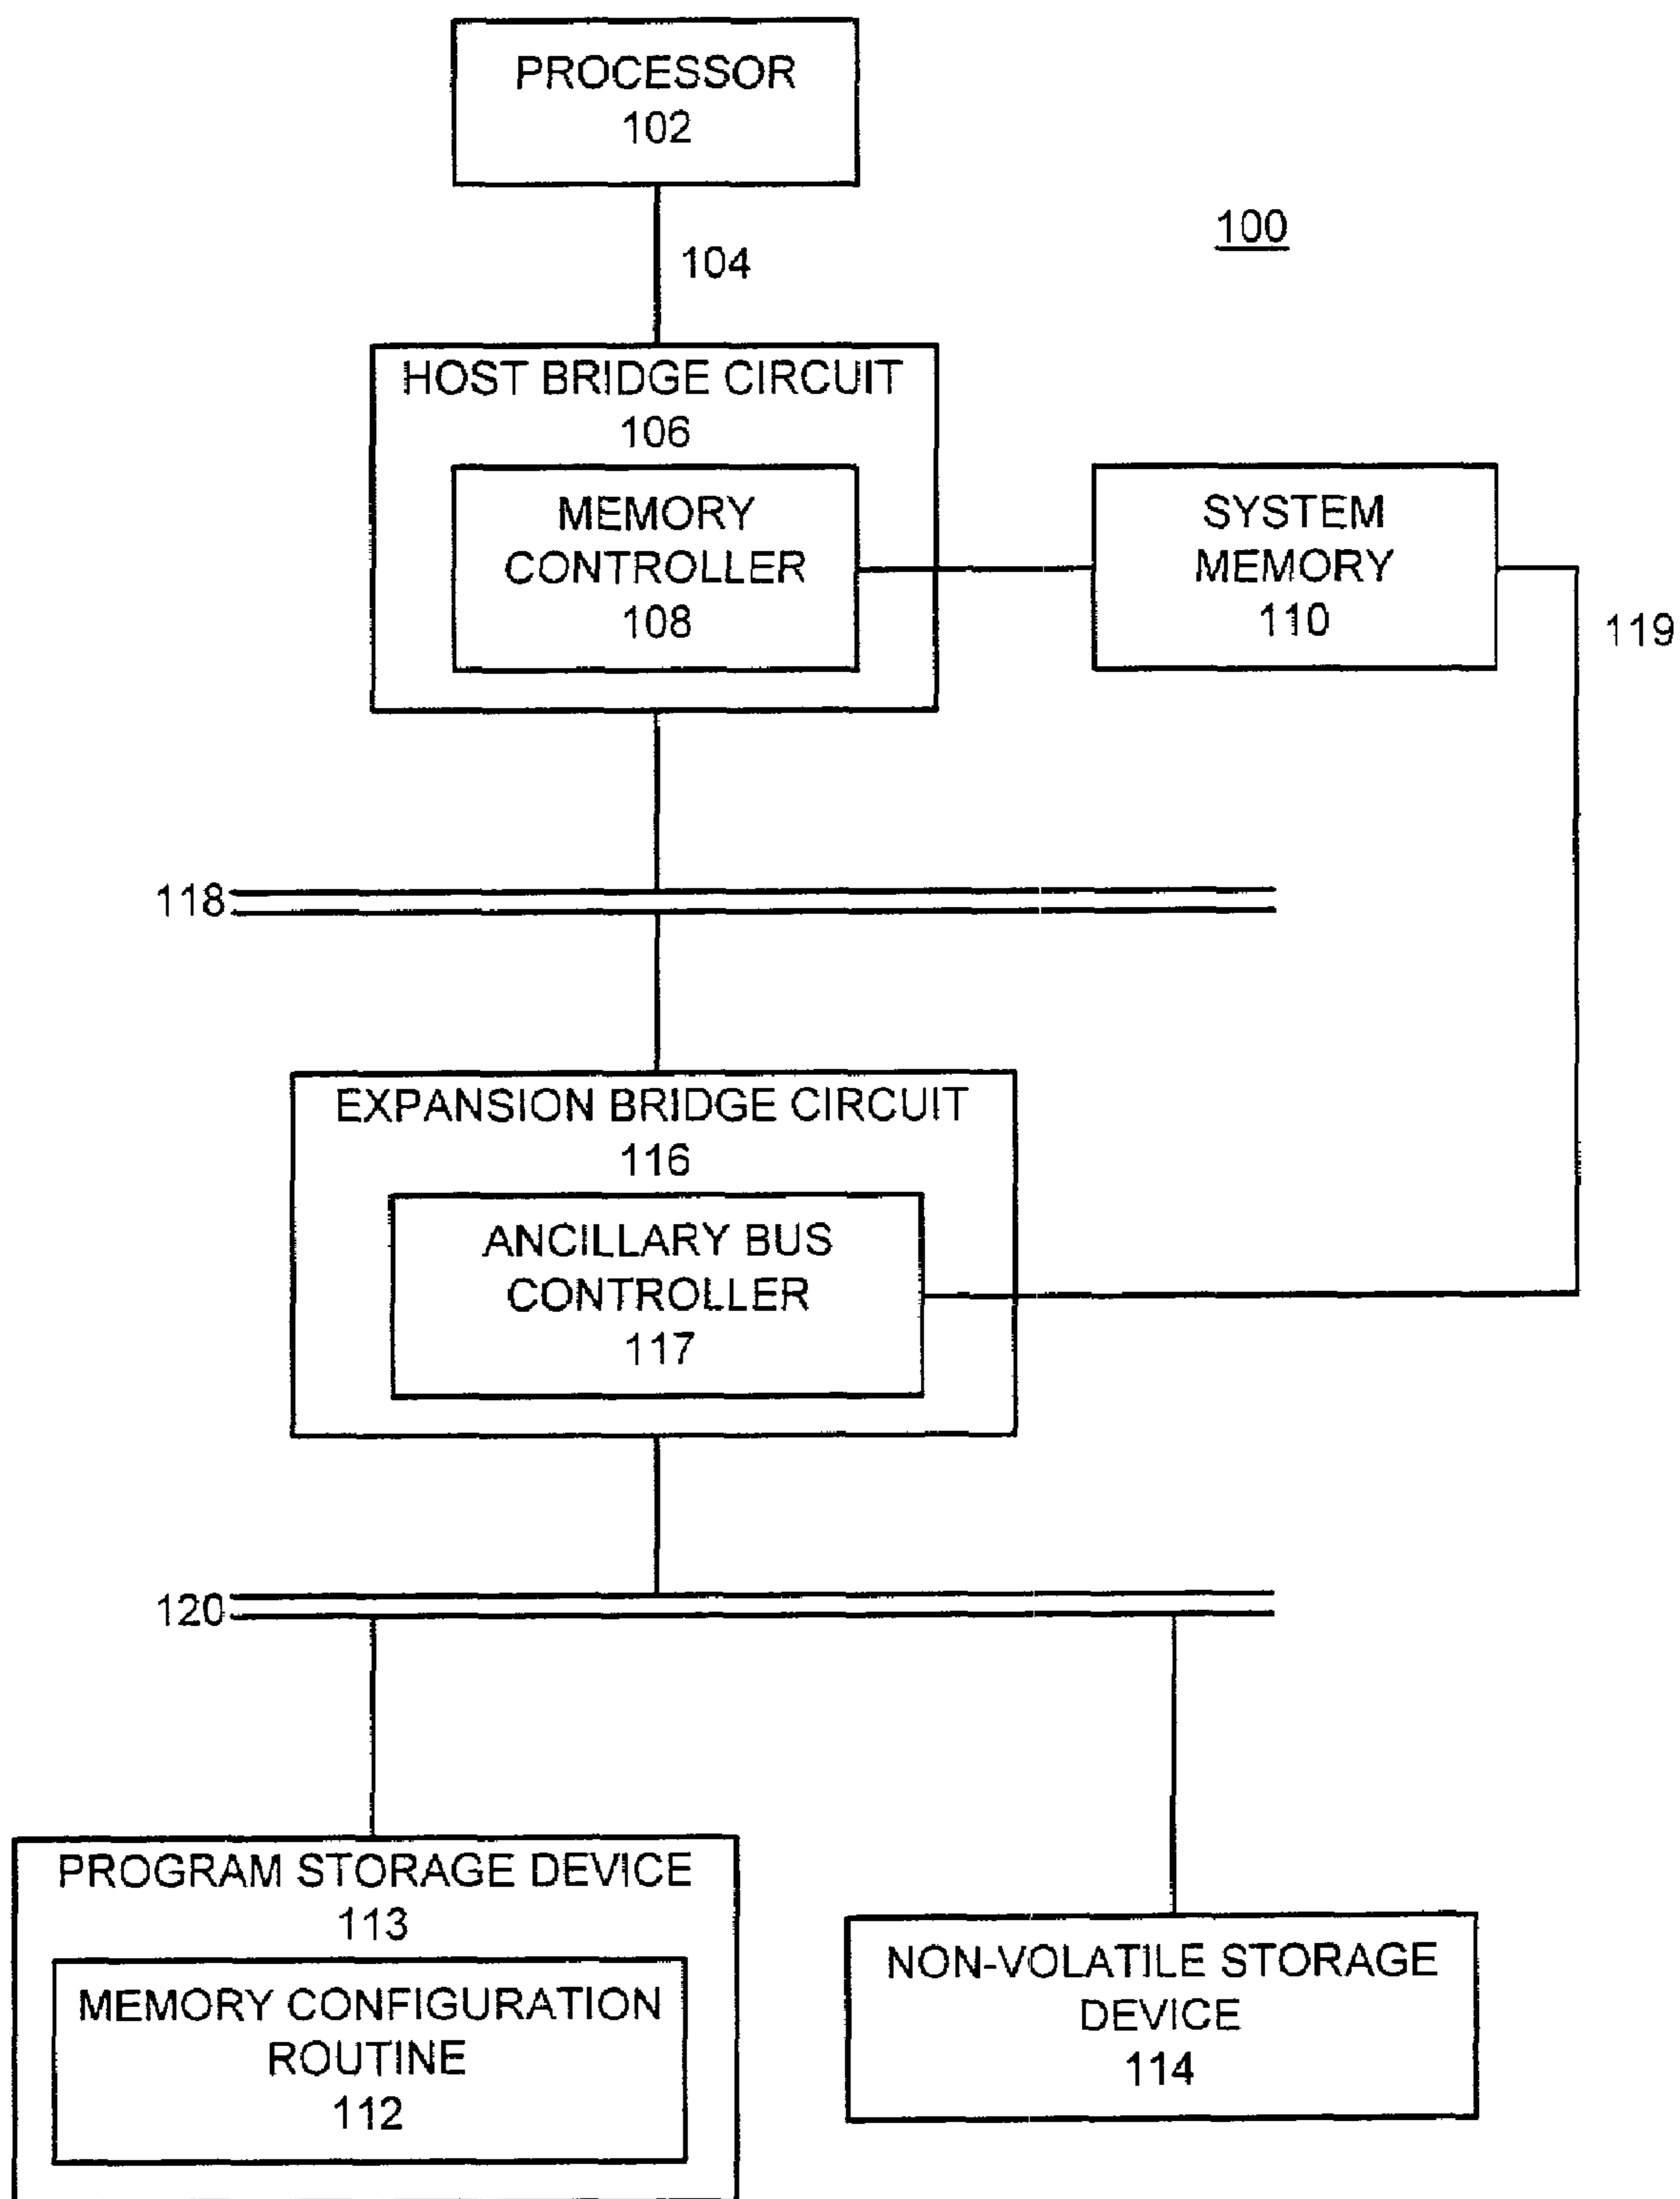 PROCESSOR
102
100
104
HOST BRIDGE CIRCUIT
106
MEMORY
CONTROLLER
108
SYSTEM
MEMORY
110
119
118
EXPANSION BRIDGE CIRCUIT
116
ANCILLARY BUS
CONTROLLER
117
120
PROGRAM STORAGE DEVICE
113
MEMORY CONFIGURATION
ROUTINE
112
NON-VOLATILE STORAGE
DEVICE
114